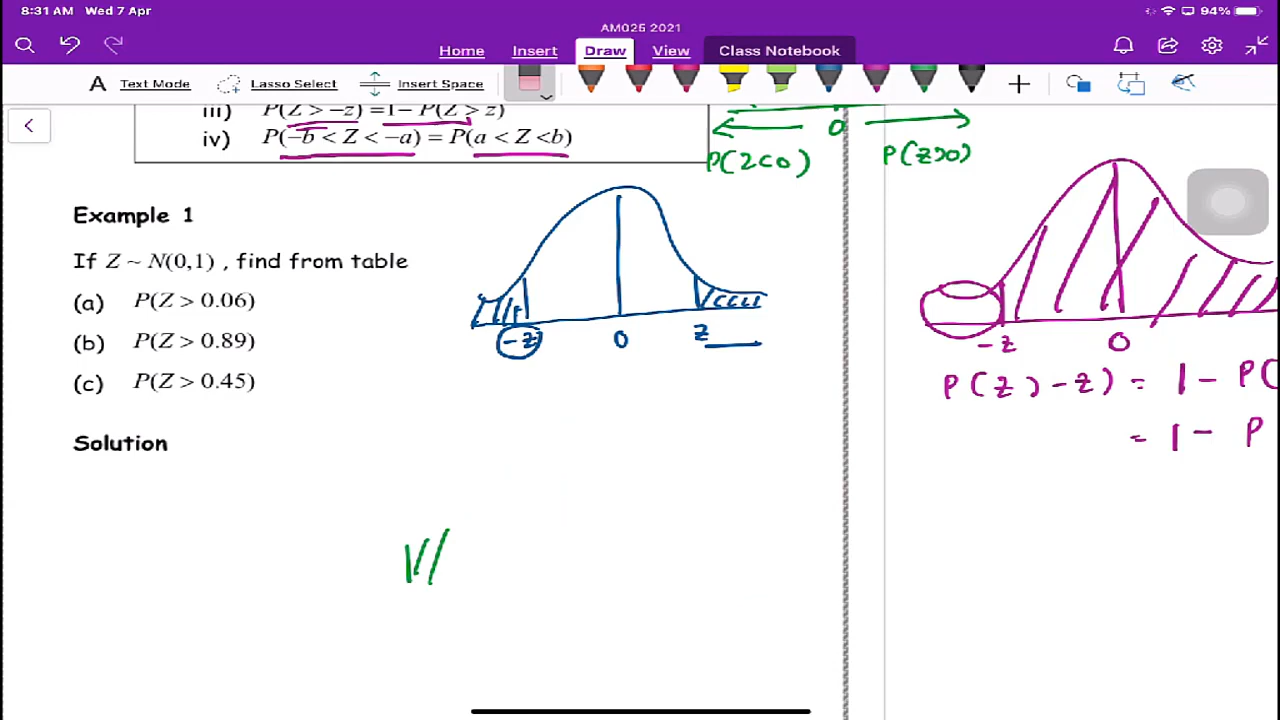 8:31 AM Wed 7 Apr
94%
AM025 2021
Home Insert Draw View Class Notebook
Text Mode Lasso Select Insert Space
iii) P(Z > −z) = 1− P(Z > z)
iv) P(−b < Z < −a) = P(a < Z <b)
0
P(Z<0) P(Z>0)
Example 1
If Z ~ N(0,1) , find from table
(a) P(Z > 0.06)
(b) P(Z > 0.89)
(c) P(Z > 0.45)
-z 0 z
-z 0
P(Z>-z) = 1 - P(
= 1 - P
Solution